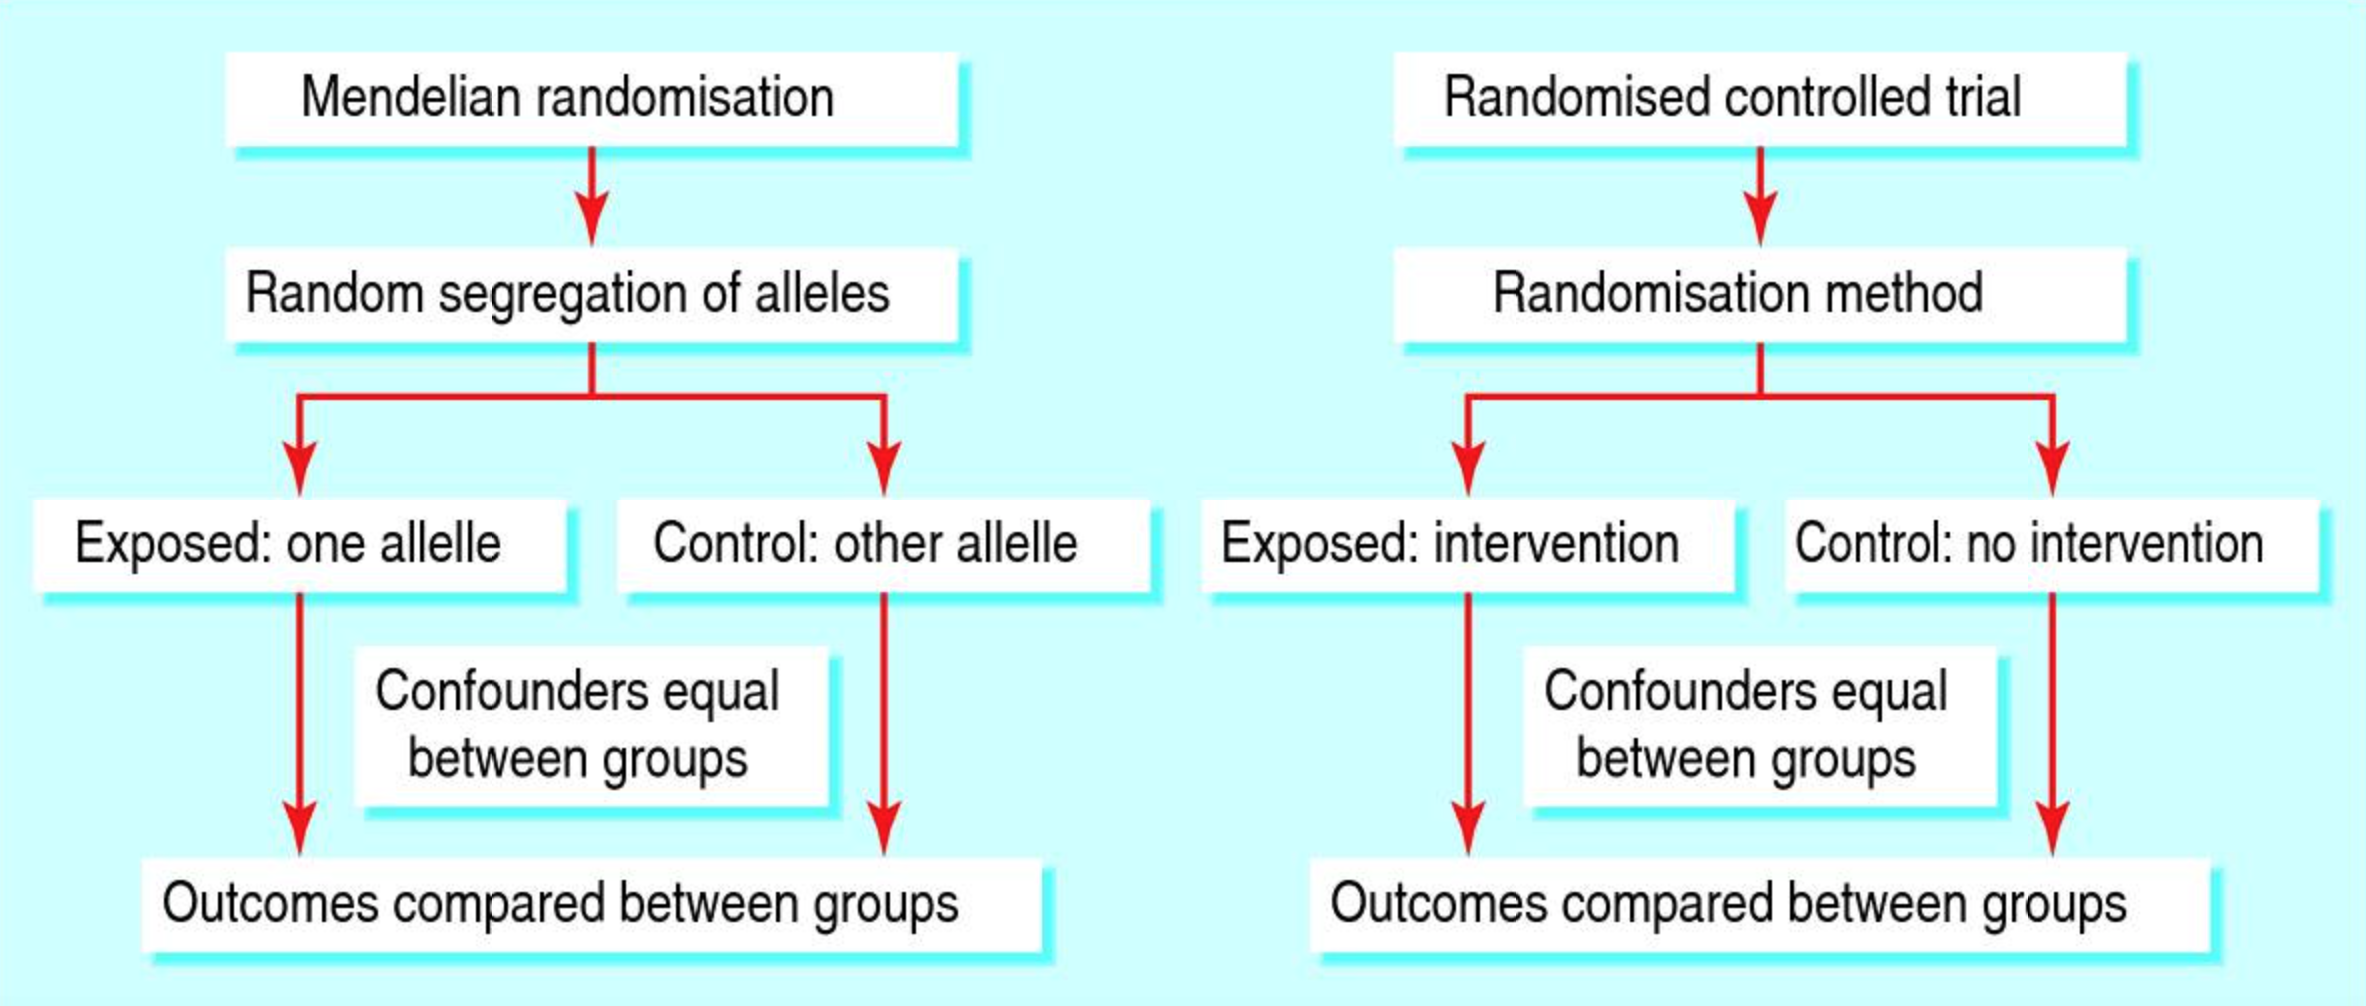 Mendelian randomisation
Random segregation of alleles
Exposed: one allelle
Control: other allelle
Confounders equal
between groups
Outcomes compared between groups
Randomised controlled trial
Randomisation method
Exposed: intervention
Control: no intervention
Confounders equal
between groups
Outcomes compared between groups